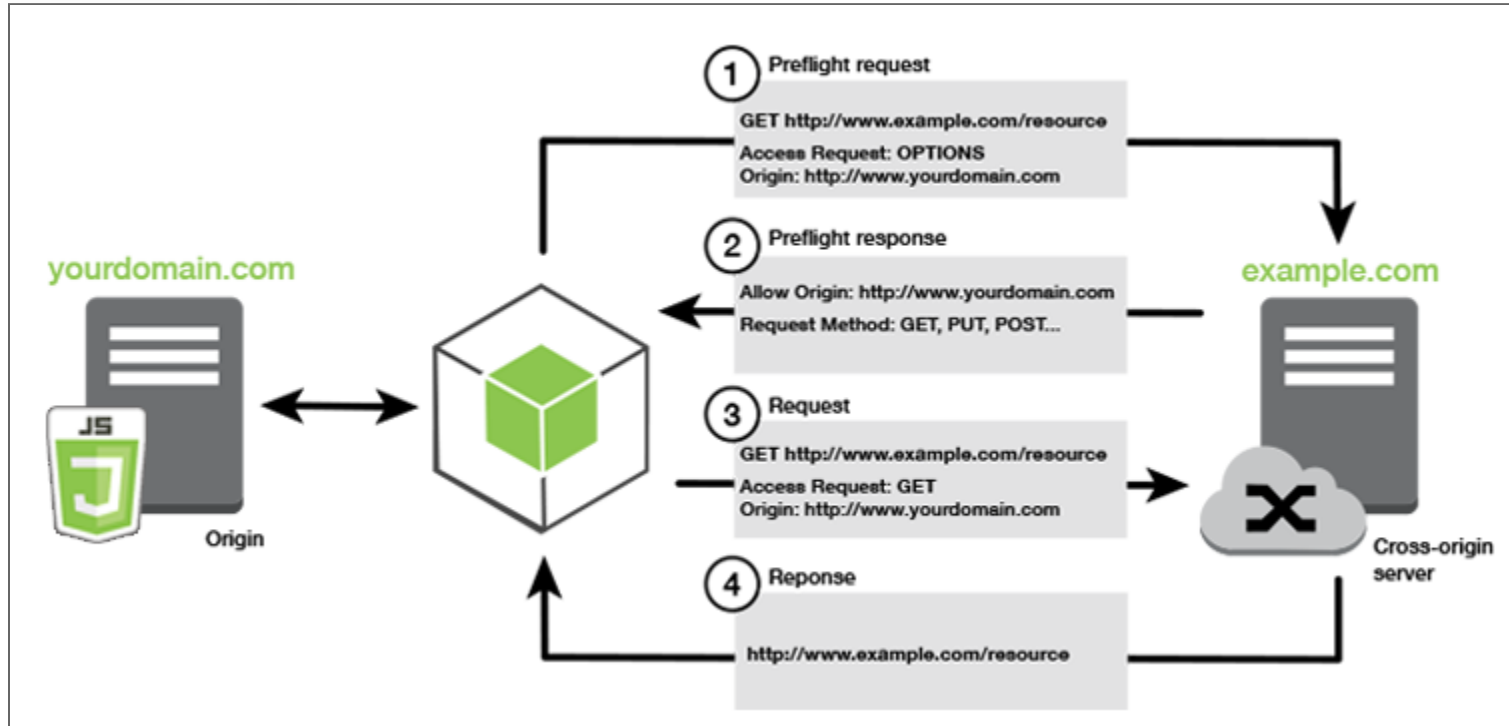 1
Preflight request
GET http://www.example.com/resource
Access Request: OPTIONS
Origin: http://www.yourdomain.com
2
Preflight response
Allow Origin: http://www.yourdomain.com
Request Method: GET, PUT, POST...
yourdomain.com
JS
Origin
example.com
3
Request
GET http://www.example.com/resource
Access Request: GET
Origin: http://www.yourdomain.com
Cross-origin
server
4
Reponse
http://www.example.com/resource